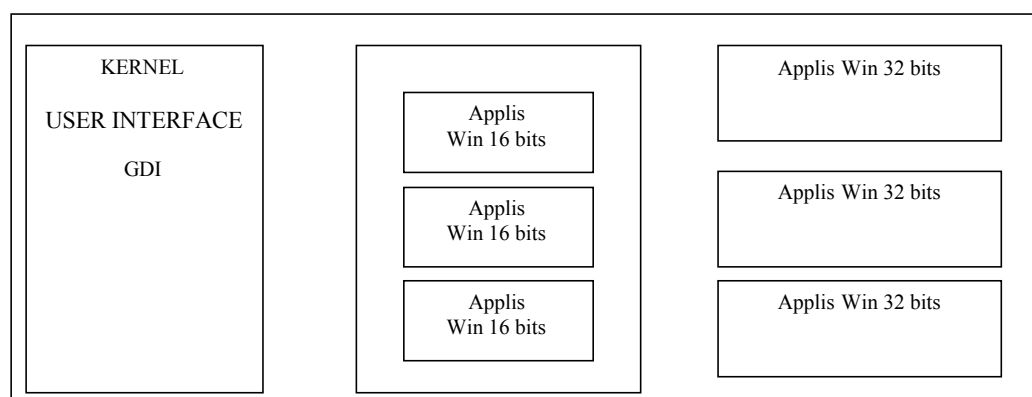 KERNEL
USER INTERFACE
GDI
Applis
Win 16 bits
Applis
Win 16 bits
Applis
Win 16 bits
Applis Win 32 bits
Applis Win 32 bits
Applis Win 32 bits